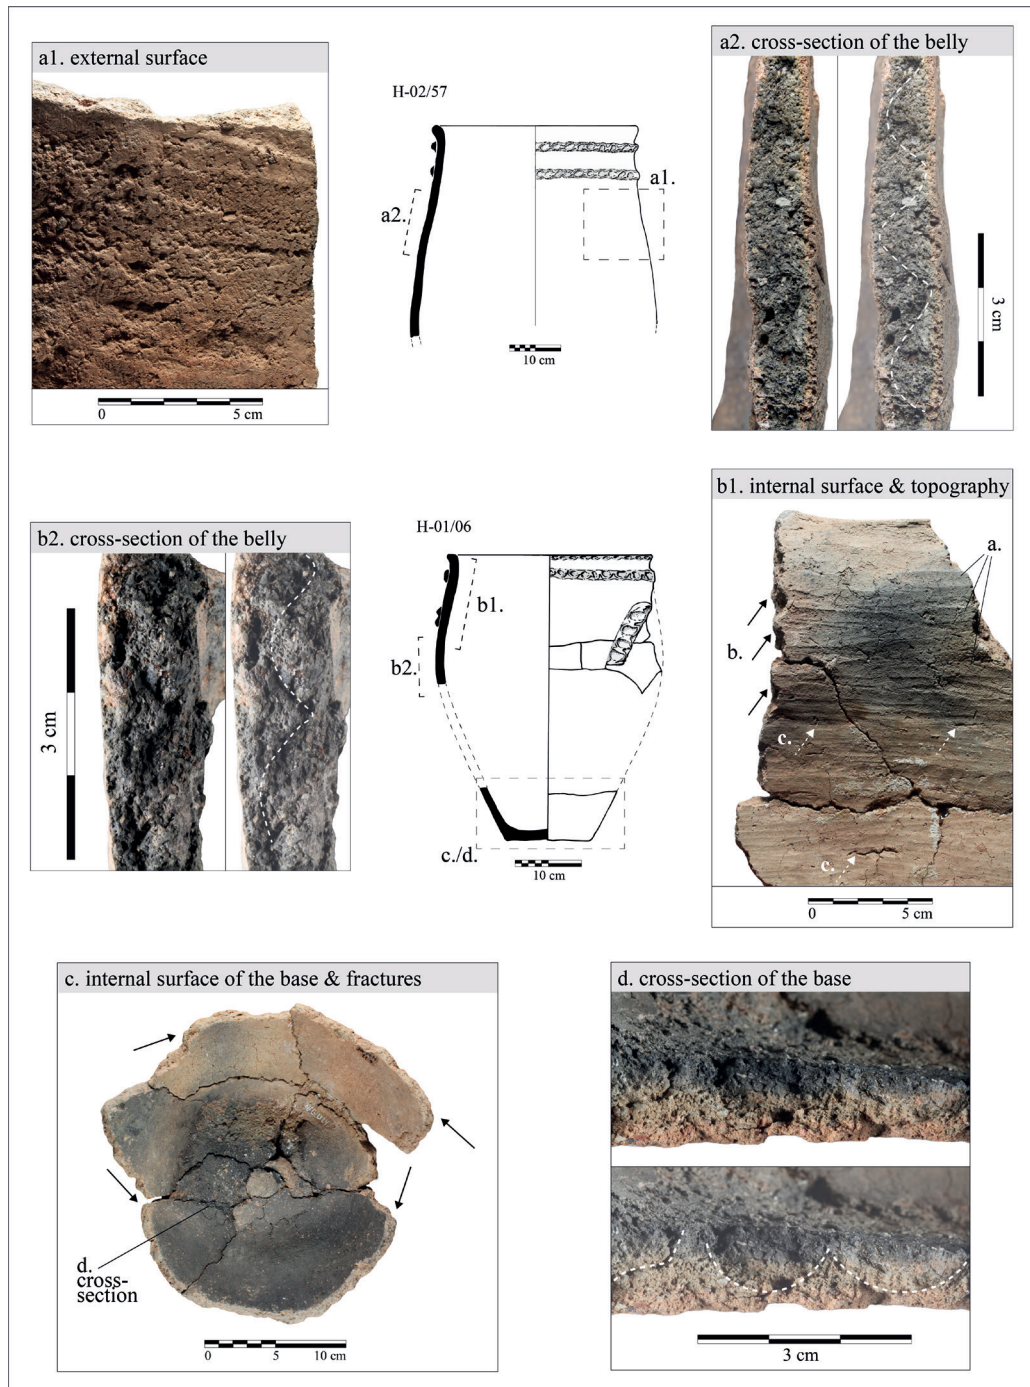 a1. external surface
0 5 cm
H-02/57
a1.
a2.
10 cm
a2. cross-section of the belly
3 cm
b2. cross-section of the belly
3 cm
H-01/06
b1.
b2.
c./d.
10 cm
b1. internal surface & topography
a.
b.
c.
c.
0 5 cm
c. internal surface of the base & fractures
d.
cross-
section
0 5 10 cm
d. cross-section of the base
3 cm